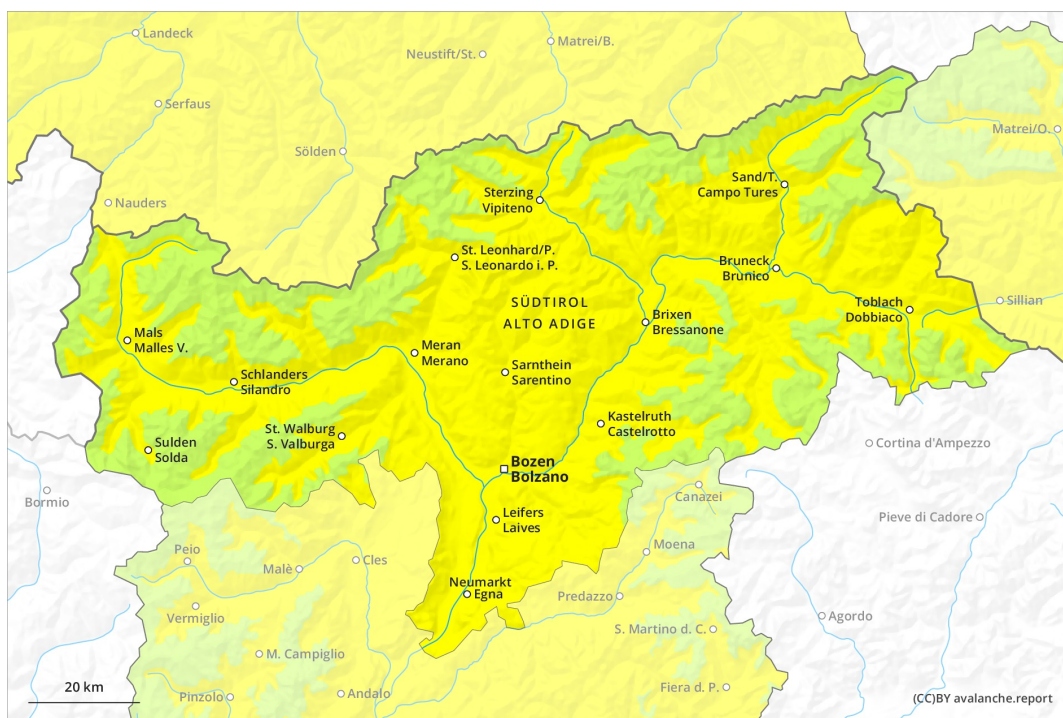 Landeck
Matrei/B.
Neustift/St.
Serfaus
Matrei/O.
Sölden
Sand/T.
Campo Tures
Sterzing
Vipiteno
Nauders
St. Leonhard/P.
S. Leonardo i. P.
Bruneck
Brunico
SÜDTIROL
ALTO ADIGE
Toblach
Dobbiaco
Sillian
Brixen
Bressanone
Mals
Malles V.
Meran
Merano
Sarnthein
Sarentino
Schlanders
Silandro
Kastelruth
Castelrotto
St. Walburg
S. Valburga
Sulden
Solda
Cortina d'Ampezzo
Bozen
Bolzano
Bormio
Canazei
Leifers
Laives
Pieve di Cadore
Peio
Moena
Cles
Malè
Neumarkt
Egna
Predazzo
Vermiglio
Agordo
S. Martino d. C.
M. Campiglio
20 km
Pinzolo
Andalo
Fiera d. P.
(CC)BY avalanche.report